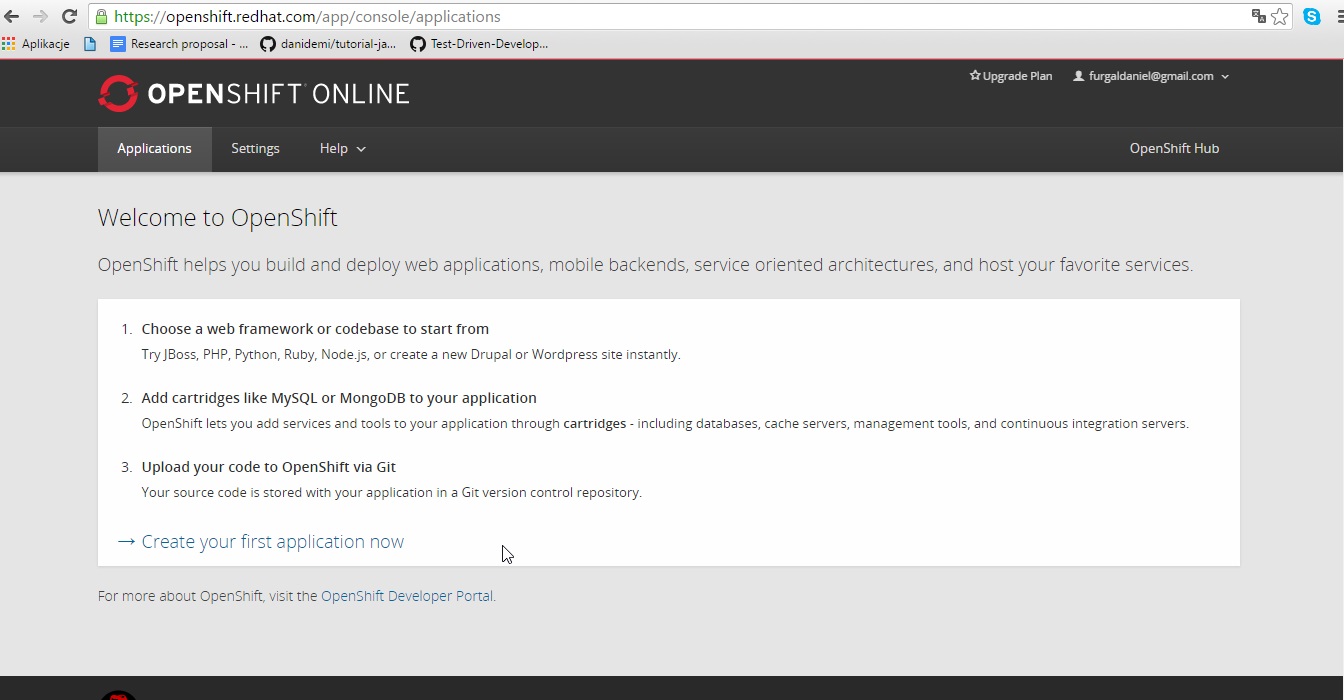 https://openshift.redhat.com/app/console/applications
Aplikacje Research proposal - ... danidemi/tutorial-ja... Test-Driven-Develop...
OPENSHIFT ONLINE
Upgrade Plan furgaldaniel@gmail.com
Applications Settings Help OpenShift Hub
Welcome to OpenShift
OpenShift helps you build and deploy web applications, mobile backends, service oriented architectures, and host your favorite services.
1. Choose a web framework or codebase to start from
Try JBoss, PHP, Python, Ruby, Node.js, or create a new Drupal or Wordpress site instantly.
2. Add cartridges like MySQL or MongoDB to your application
OpenShift lets you add services and tools to your application through cartridges - including databases, cache servers, management tools, and continuous integration servers.
3. Upload your code to OpenShift via Git
Your source code is stored with your application in a Git version control repository.
→ Create your first application now
For more about OpenShift, visit the OpenShift Developer Portal.